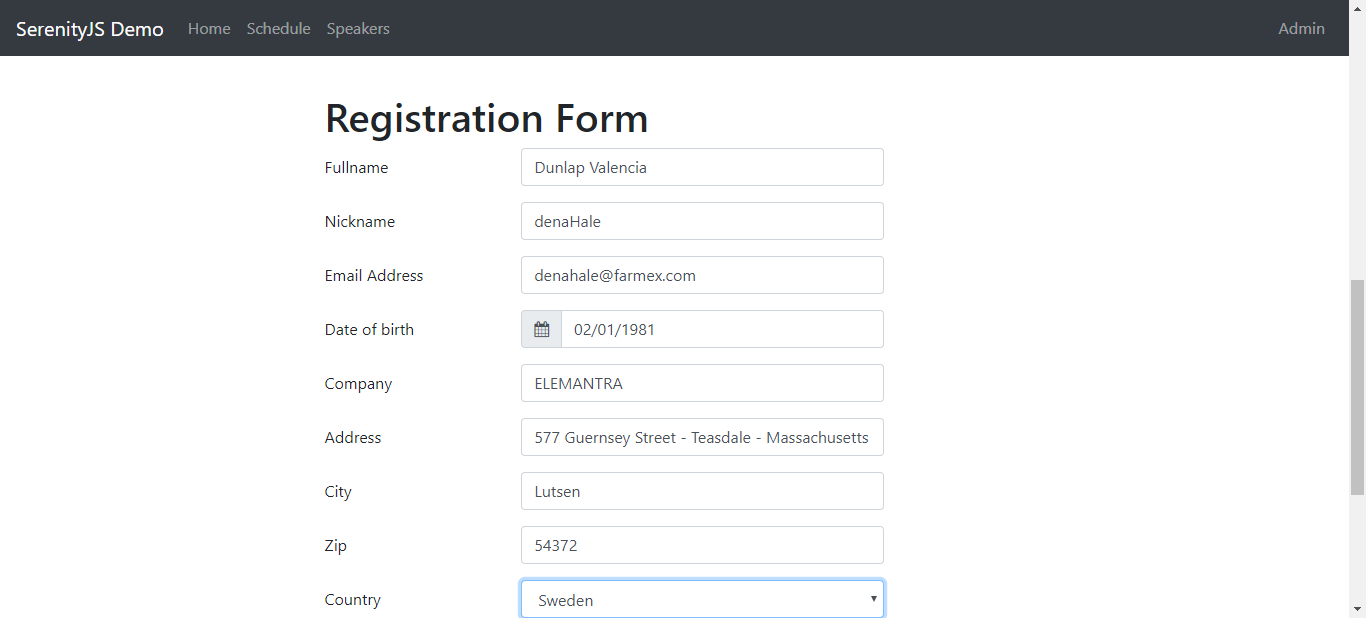 SerenityJS Demo Home Schedule Speakers Admin
Registration Form
Fullname Dunlap Valencia
Nickname denaHale
Email Address denahale@farmex.com
Date of birth 02/01/1981
Company ELEMANTRA
Address 577 Guernsey Street - Teasdale - Massachusetts
City Lutsen
Zip 54372
Country Sweden